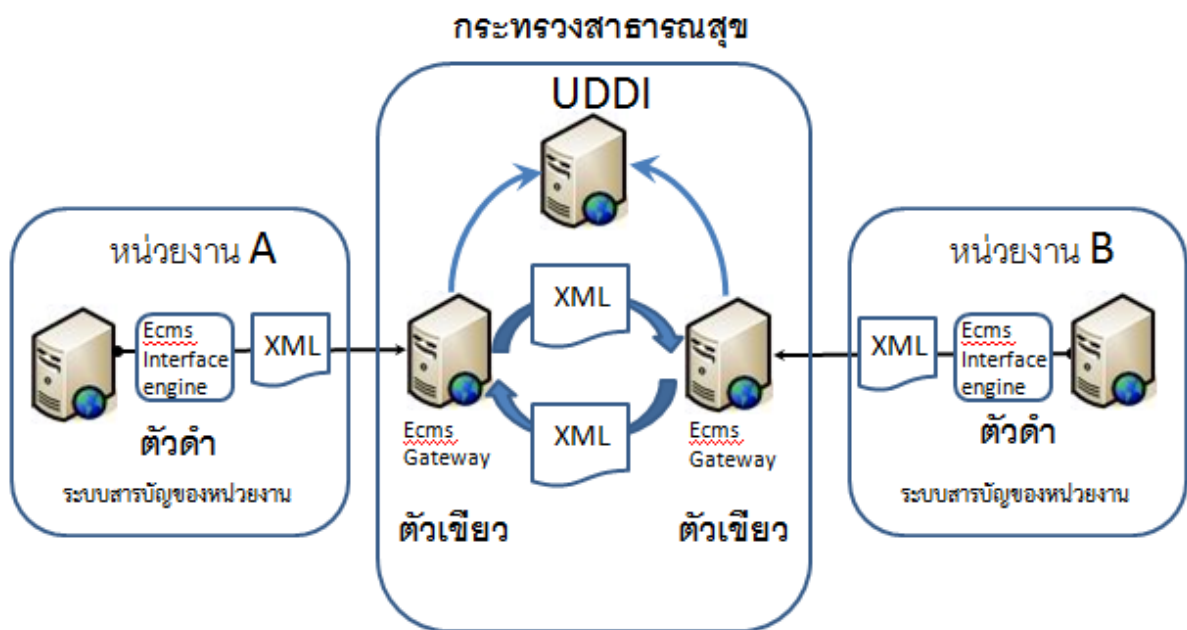 กระทรวงสาธารณสุข
UDDI
หน่วยงาน A
Ecms
Interface
engine
XML
ตัวดำ
ระบบสารบัญของหน่วยงาน
XML
XML
Ecms
Gateway
Ecms
Gateway
ตัวเขียว
ตัวเขียว
หน่วยงาน B
XML
Ecms
Interface
engine
ตัวดำ
ระบบสารบัญของหน่วยงาน